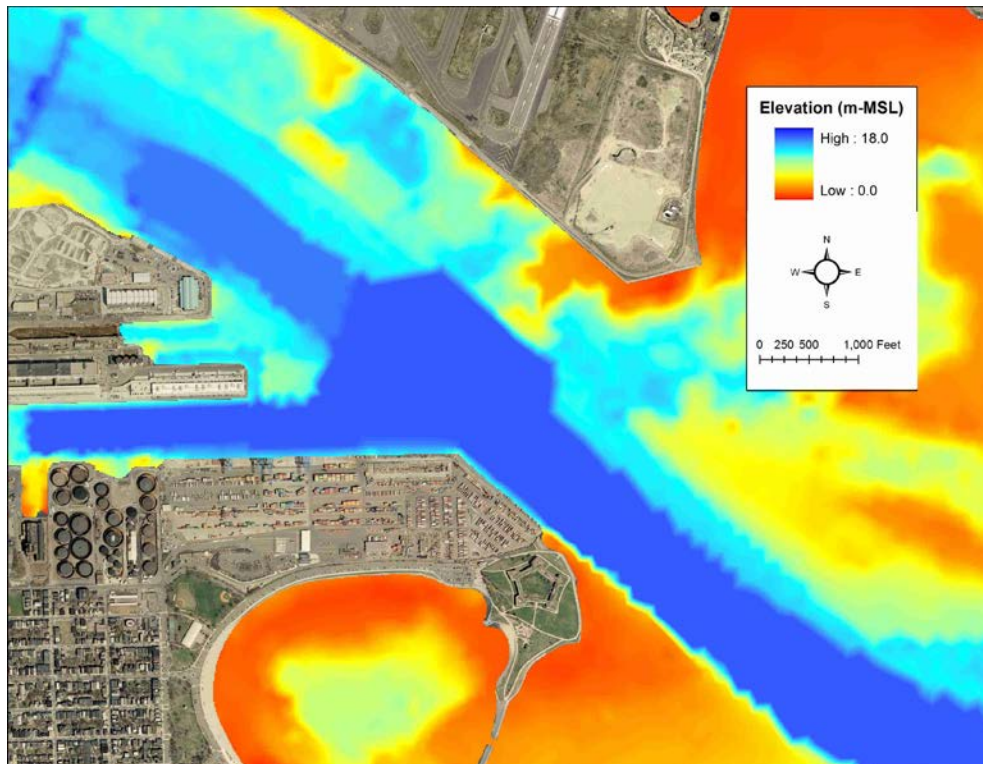 Elevation (m-MSL)
High : 18.0
Low : 0.0
N
W E
S
0 250 500 1,000 Feet